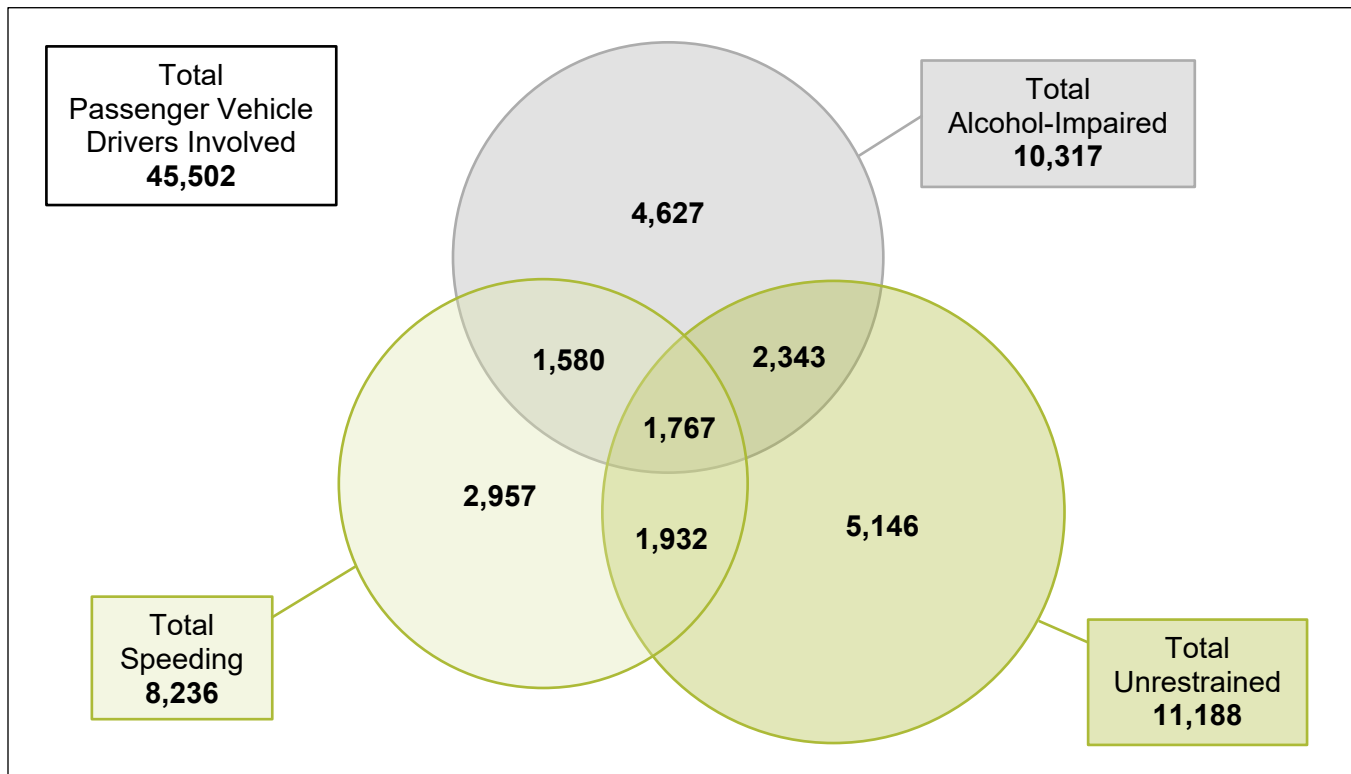 Total
Passenger Vehicle
Drivers Involved
45,502
Total
Alcohol-Impaired
10,317
4,627
1,580
2,343
1,767
2,957
1,932
5,146
Total
Speeding
8,236
Total
Unrestrained
11,188